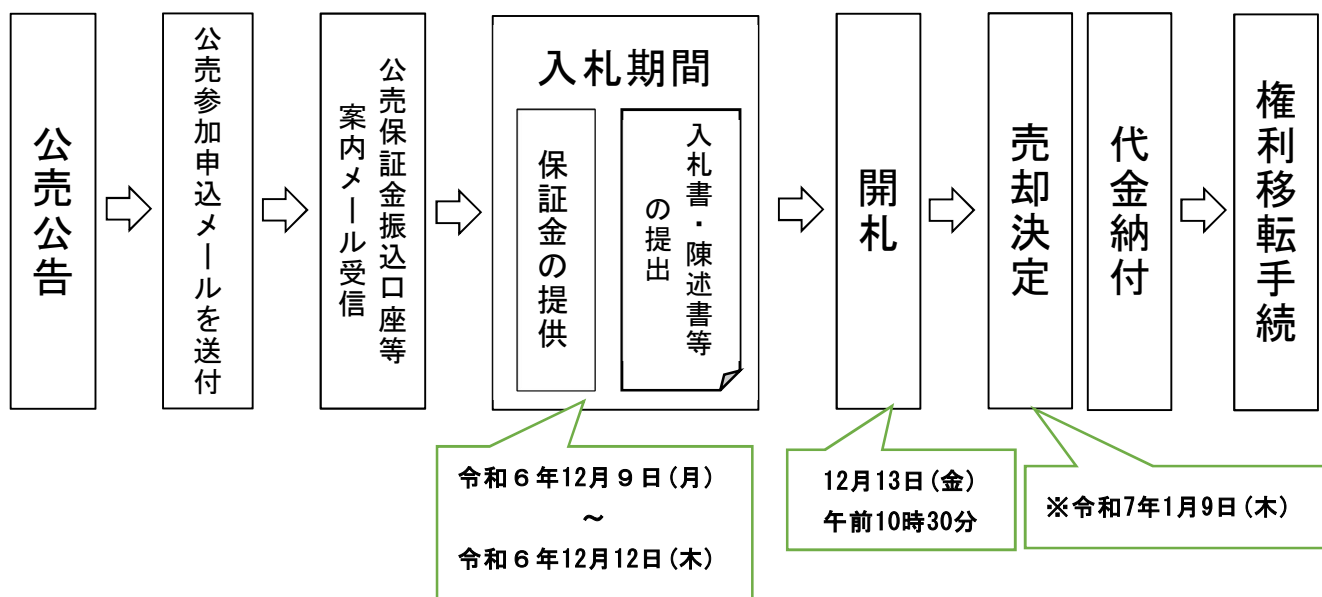 公売公告
公売参加申込メールを送付
公売保証金振込口座等
案内メール受信
入札期間
保証金の提供
入札書・陳述書等
の提出
開札
売却決定
代金納付
権利移転手続
令和６年12月９日(月)
～
令和６年12月12日(木)
12月13日(金)
午前10時30分
※令和7年1月9日(木)